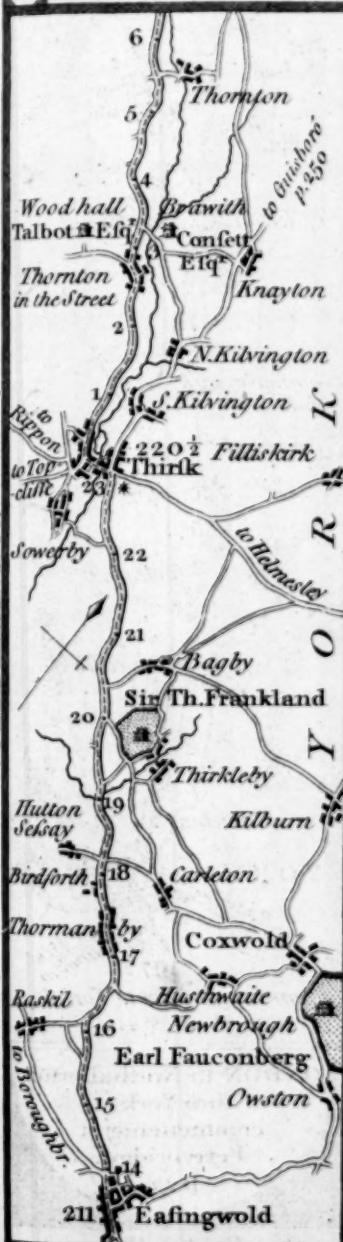 6
Thornton
5
to Guisboro'
p.250
4
Wood hall
Brawith
Talbot Eſqr
Conſett
Eſqr
3
Thornton
in the Street
Knayton
2
N.Kilvington
1
S.Kilvington
to
Rippon
220½
Filliskirk
Thirſk
to Top-
cliffe
23
K
Sowerby
to Helmesley
R
22
O
21
Bagby
Y
Sir Th.Frankland
20
Thirkleby
19
Hutton
Seſsay
Kilburn
18
Birdforth
Carleton
Thormanby
17
Coxwold
Husthwaite
Raskil
16
Newbrough
Earl Fauconberg
to Boroughbr.
15
Owston
14
211
Eaſingwold